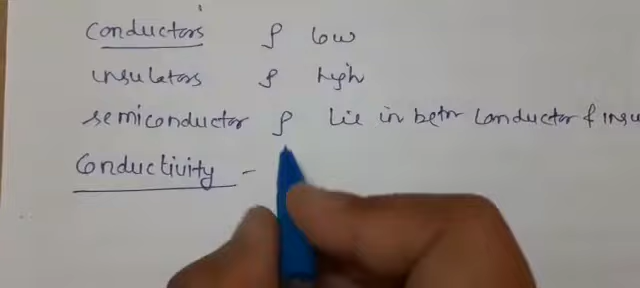 Conductors ρ low
insulators ρ high
semiconductor ρ lie in betn conductor & insu
Conductivity -